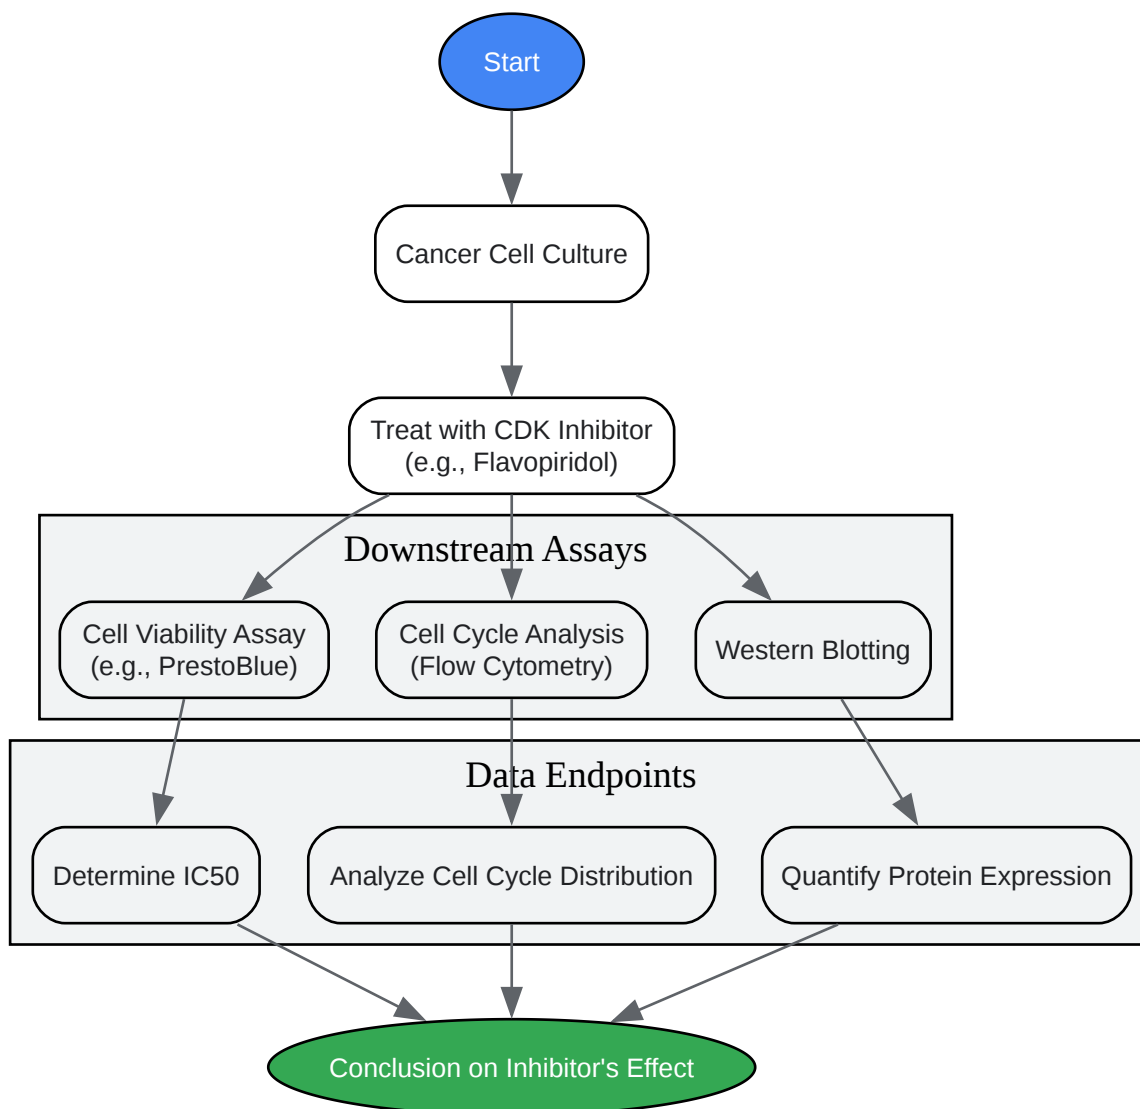 Start
Cancer Cell Culture
Treat with CDK Inhibitor
(e.g., Flavopiridol)
Downstream Assays
Cell Viability Assay
(e.g., PrestoBlue)
Cell Cycle Analysis
(Flow Cytometry)
Western Blotting
Data Endpoints
Determine IC50
Analyze Cell Cycle Distribution
Quantify Protein Expression
Conclusion on Inhibitor's Effect